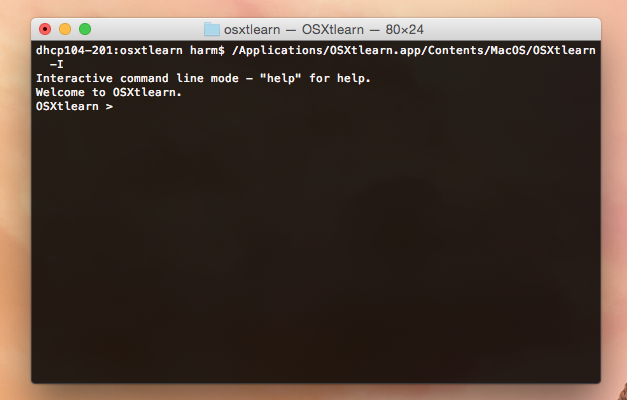 osxtlearn — OSXtlearn — 80×24
dhcp104-201:osxtlearn harm$ /Applications/OSXtlearn.app/Contents/MacOS/OSXtlearn
-I
Interactive command line mode - "help" for help.
Welcome to OSXtlearn.
OSXtlearn >